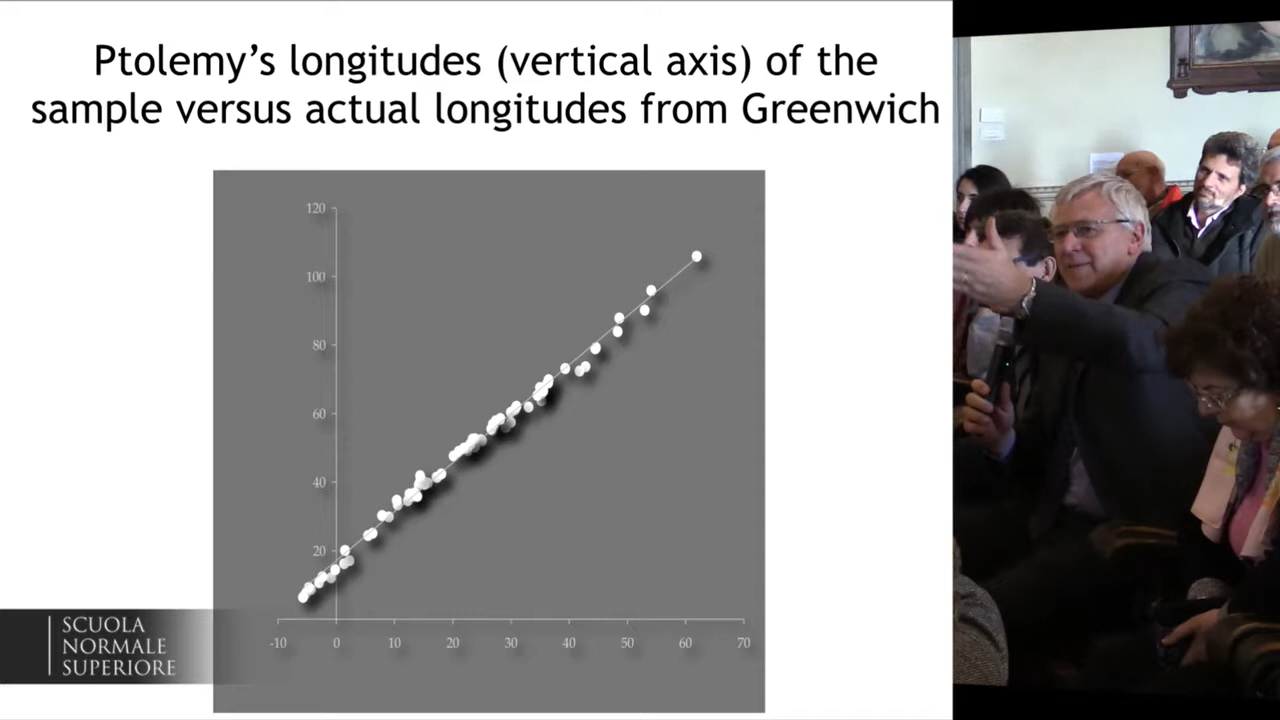 Ptolemy’s longitudes (vertical axis) of the
sample versus actual longitudes from Greenwich
120
100
80
60
40
20
-10 0 10 20 30 40 50 60 70
SCUOLA
NORMALE
SUPERIORE